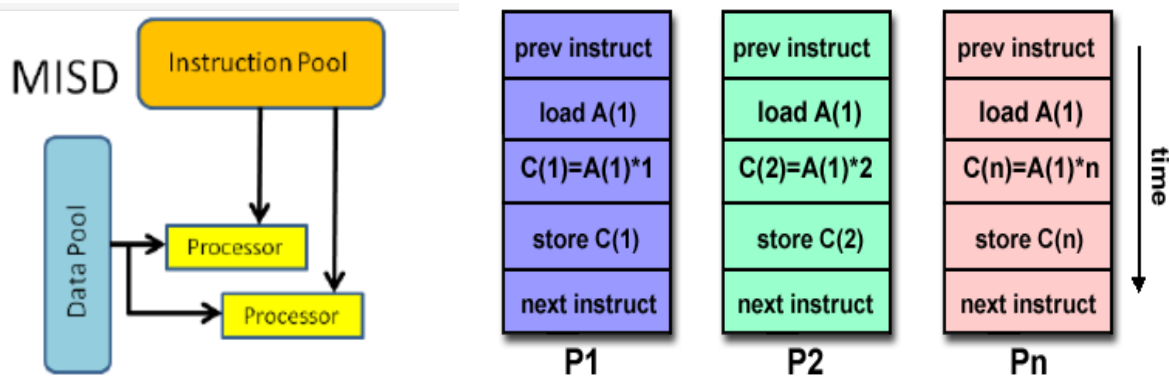 MISD
Instruction Pool
Data Pool
Processor
Processor
prev instruct
load A(1)
C(1)=A(1)*1
store C(1)
next instruct
P1
prev instruct
load A(1)
C(2)=A(1)*2
store C(2)
next instruct
P2
prev instruct
load A(1)
C(n)=A(1)*n
store C(n)
next instruct
Pn
time